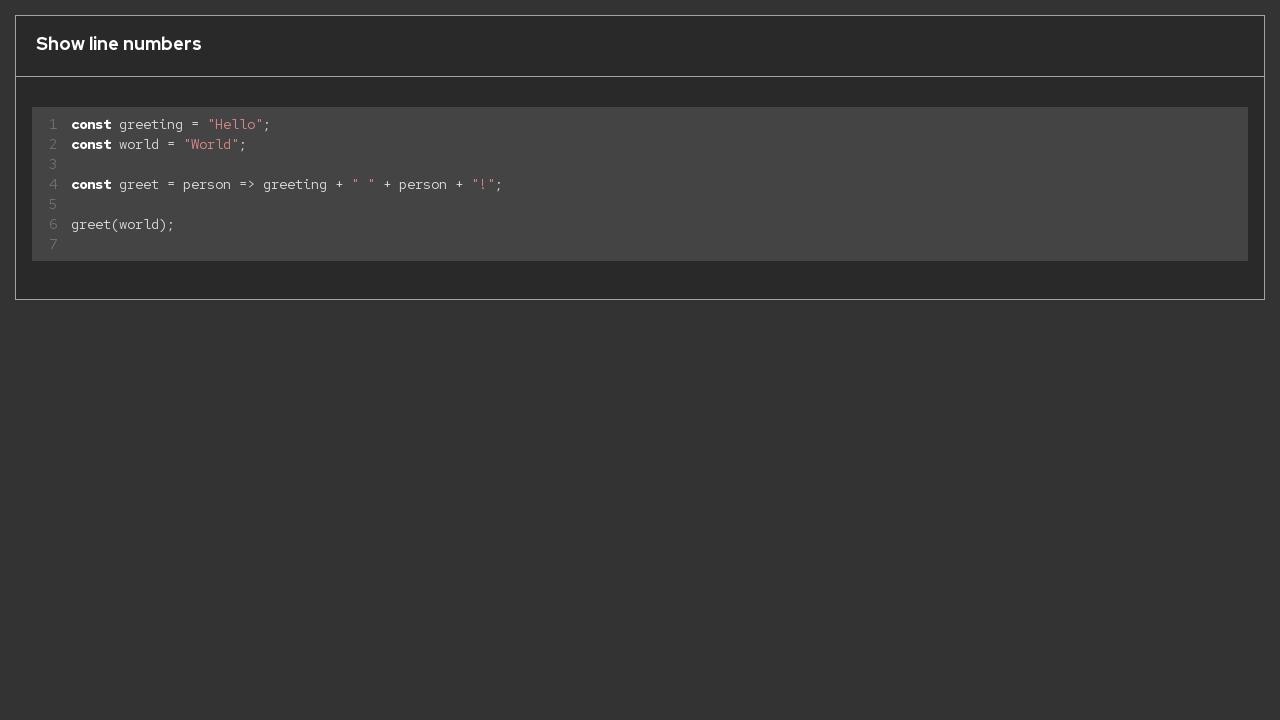 Show line numbers
1 const greeting = "Hello";
2 const world = "World";
3
4 const greet = person => greeting + " " + person + "!";
5
6 greet(world);
7